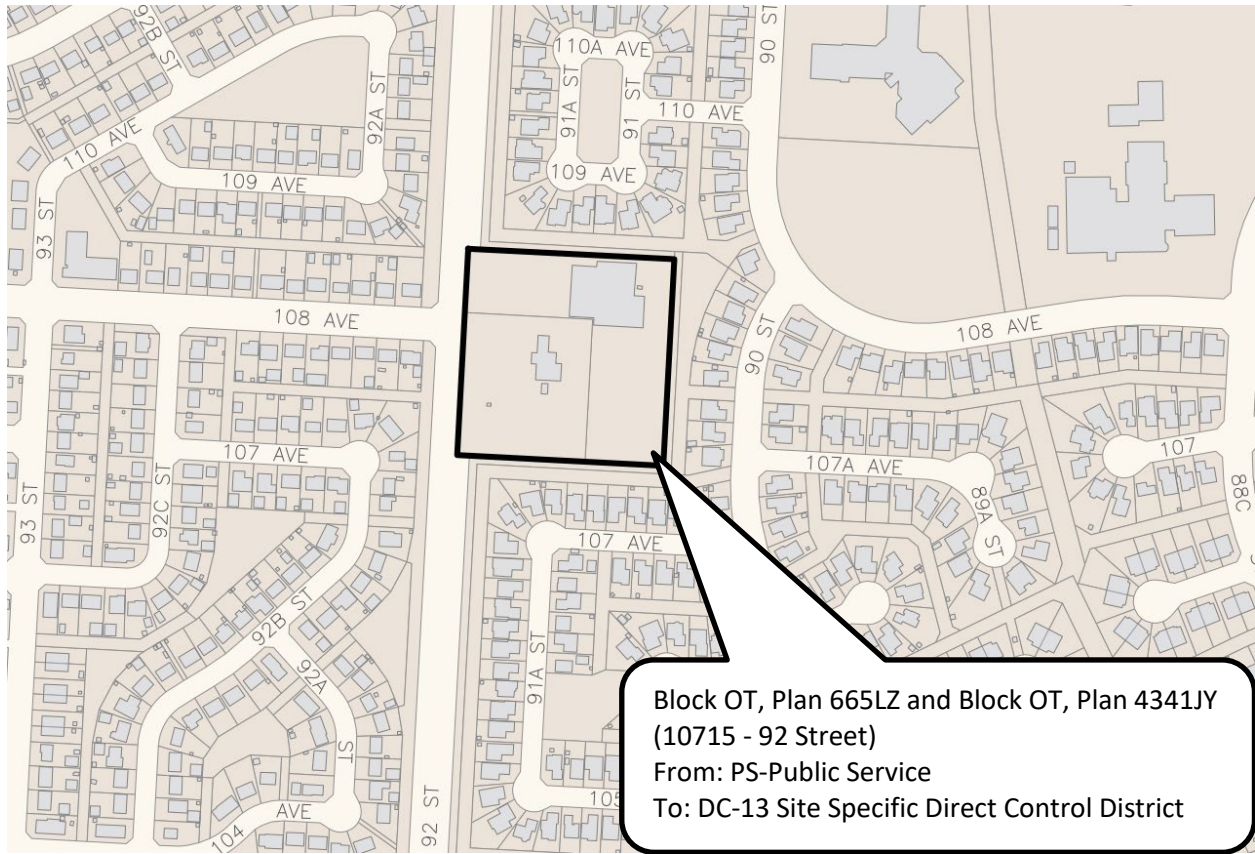 92B ST
110A AVE
90 ST
92A ST
91A ST
91 ST
110 AVE
110 AVE
109 AVE
109 AVE
93 ST
108 AVE
108 AVE
90 ST
107 AVE
107A AVE
107
89A ST
88C
93 ST
92C ST
107 AVE
92B ST
92A
ST
91A ST
105
104 AVE
92 ST
Block OT, Plan 665LZ and Block OT, Plan 4341JY
(10715 - 92 Street)
From: PS-Public Service
To: DC-13 Site Specific Direct Control District